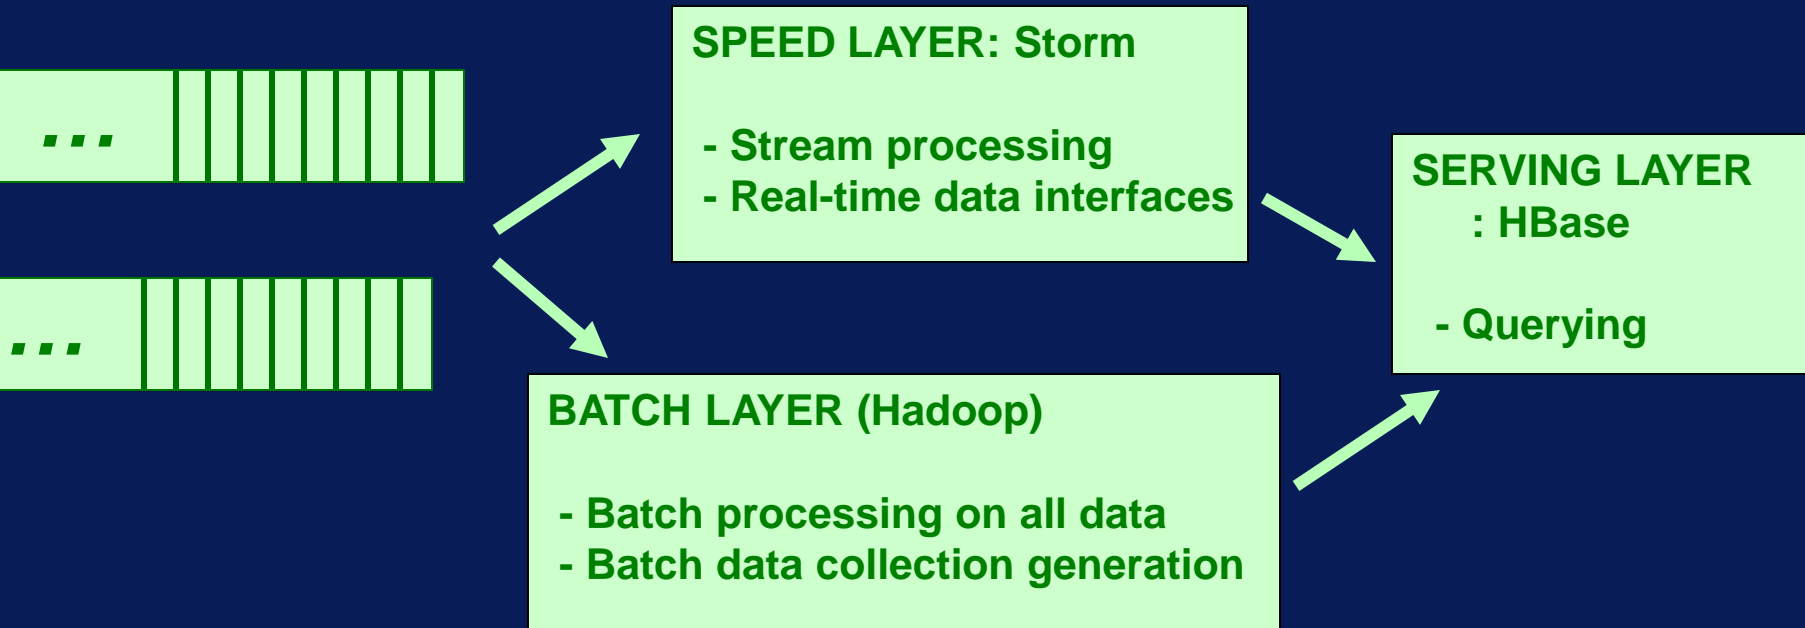 ...
...
SPEED LAYER: Storm
- Stream processing
- Real-time data interfaces
BATCH LAYER (Hadoop)
- Batch processing on all data
- Batch data collection generation
SERVING LAYER
: HBase
- Querying